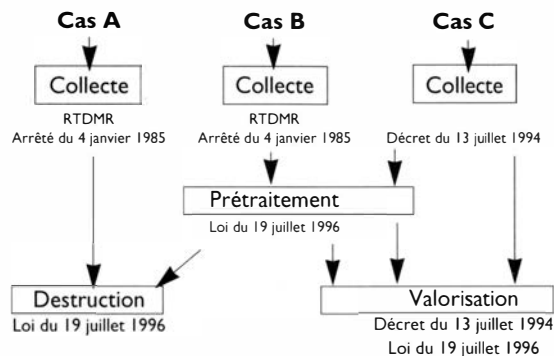 Cas A
Cas B
Cas C
Collecte
Collecte
Collecte
RTDMR
RTDMR
Arrêté du 4 janvier 1985
Arrêté du 4 janvier 1985
Décret du 13 juillet 1994
Prétraitement
Loi du 19 juillet 1996
Destruction
Valorisation
Loi du 19 juillet 1996
Décret du 13 juillet 1994
Loi du 19 juillet 1996